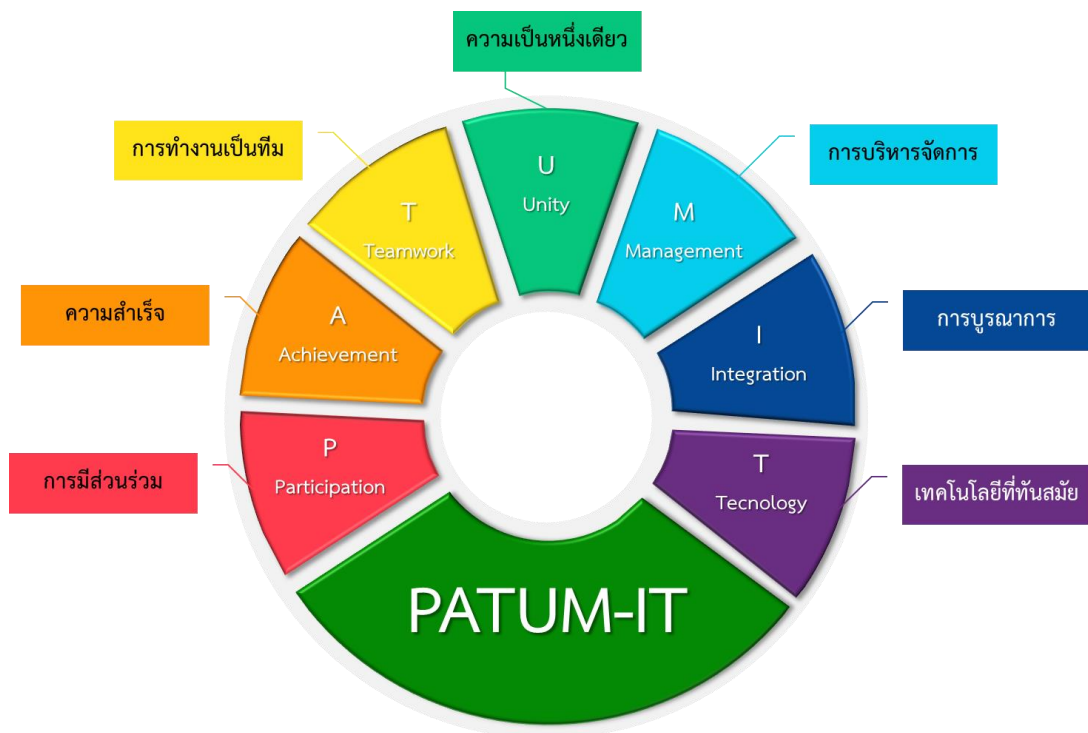 ความเป็นหนึ่งเดียว
การทำงานเป็นทีม
การบริหารจัดการ
U
Unity
T
Teamwork
M
Management
ความสำเร็จ
A
Achievement
I
Integration
การบูรณาการ
การมีส่วนร่วม
P
Participation
T
Tecnology
เทคโนโลยีที่ทันสมัย
PATUM-IT